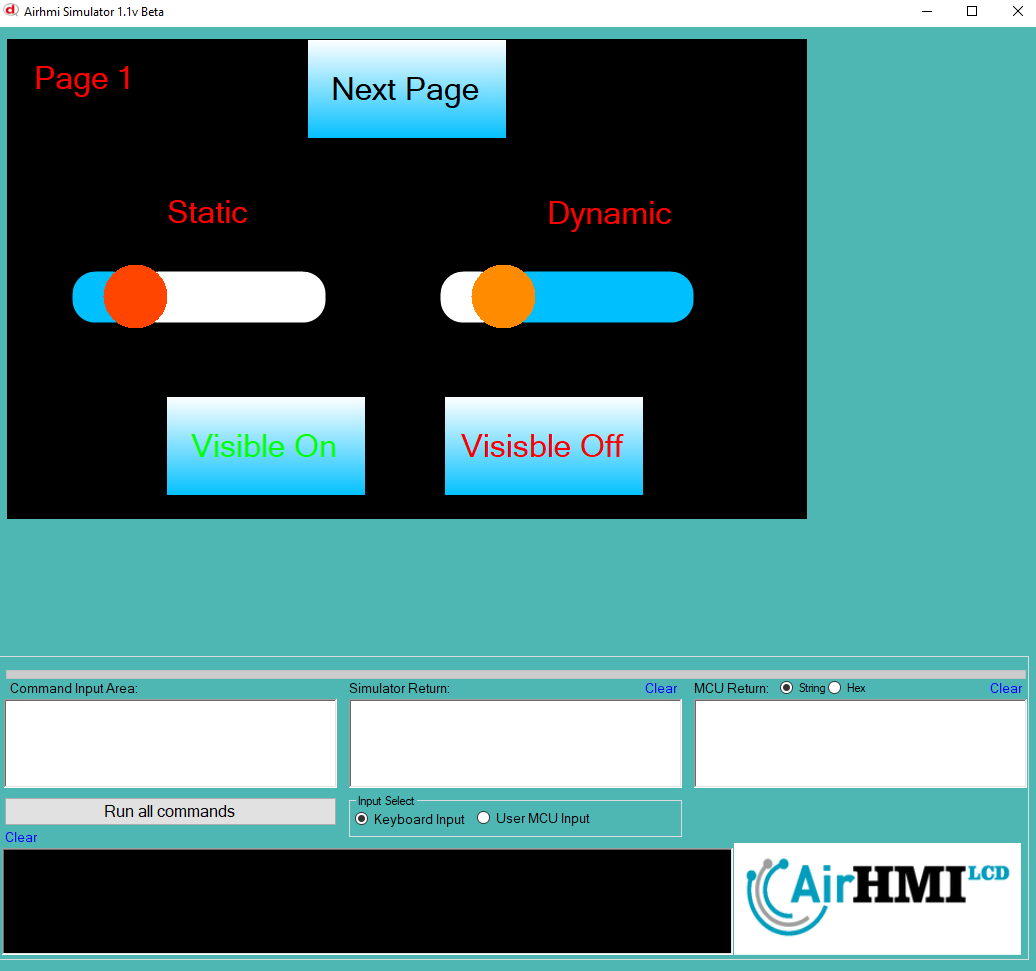 Airhmi Simulator 1.1v Beta
Page 1
Next Page
Static
Dynamic
Visible On
Visisble Off
Command Input Area:
Simulator Return:
Clear
MCU Return:
String
Hex
Clear
Run all commands
Input Select
Keyboard Input
User MCU Input
Clear
AirHMI LCD